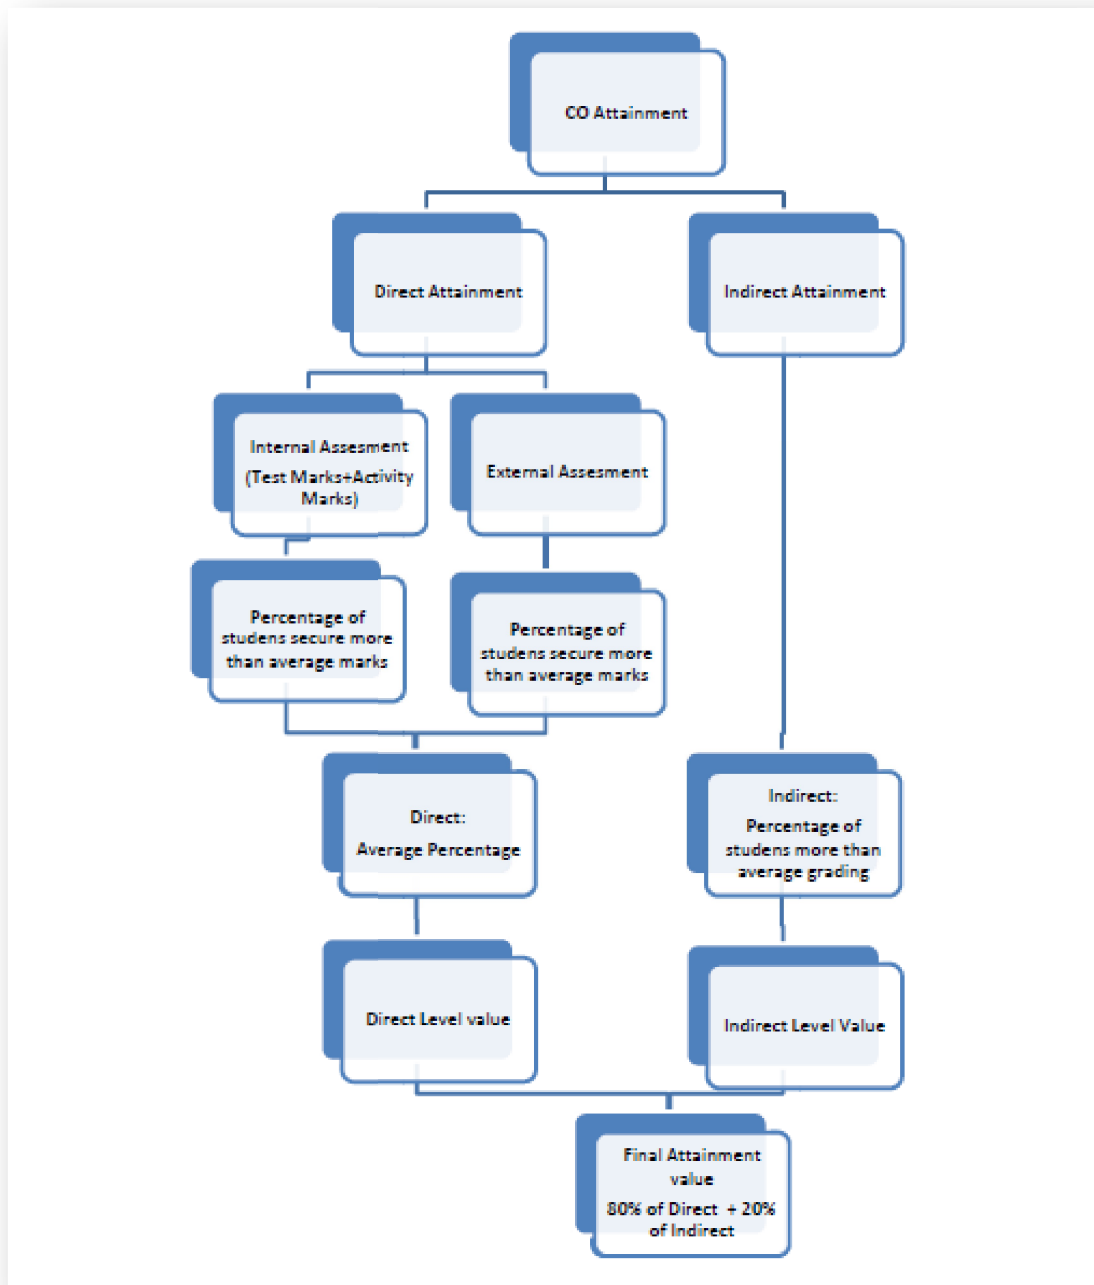 CO Attainment
Direct Attainment
Indirect Attainment
Internal Assesment
(Test Marks+Activity
Marks)
External Assesment
Percentage of
studens secure more
than average marks
Percentage of
studens secure more
than average marks
Direct:
Average Percentage
Indirect:
Percentage of
studens more than
average grading
Direct Level value
Indirect Level Value
Final Attainment
value
80% of Direct + 20%
of Indirect